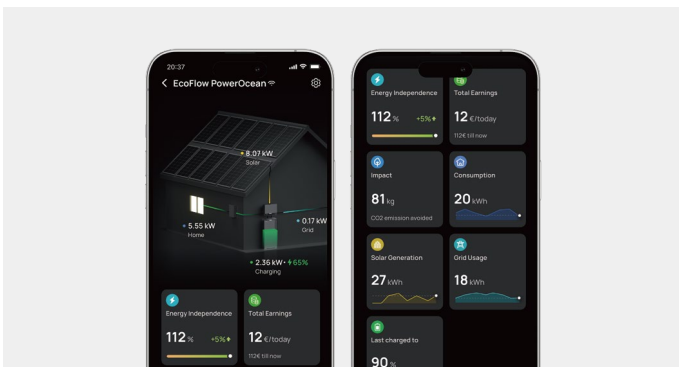 20:37
EcoFlow PowerOcean
8.07 kW
Solar
5.55 kW
Home
0.17 kW
Grid
2.36 kW • 65%
Charging
Energy Independence
112 %
+5%
Total Earnings
12 €/today
112€ till now
Energy Independence
112 %
+5%
Total Earnings
12 €/today
112€ till now
Impact
81 kg
CO2 emission avoided
Consumption
20 kWh
Solar Generation
27 kWh
Grid Usage
18 kWh
Last charged to
90 %